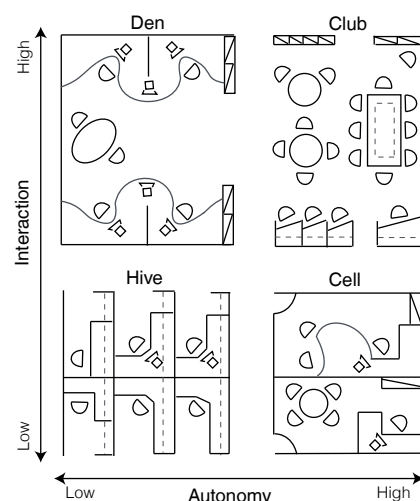 Den
Club
High
Interaction
Hive
Cell
Low
Low
Autonomy
High